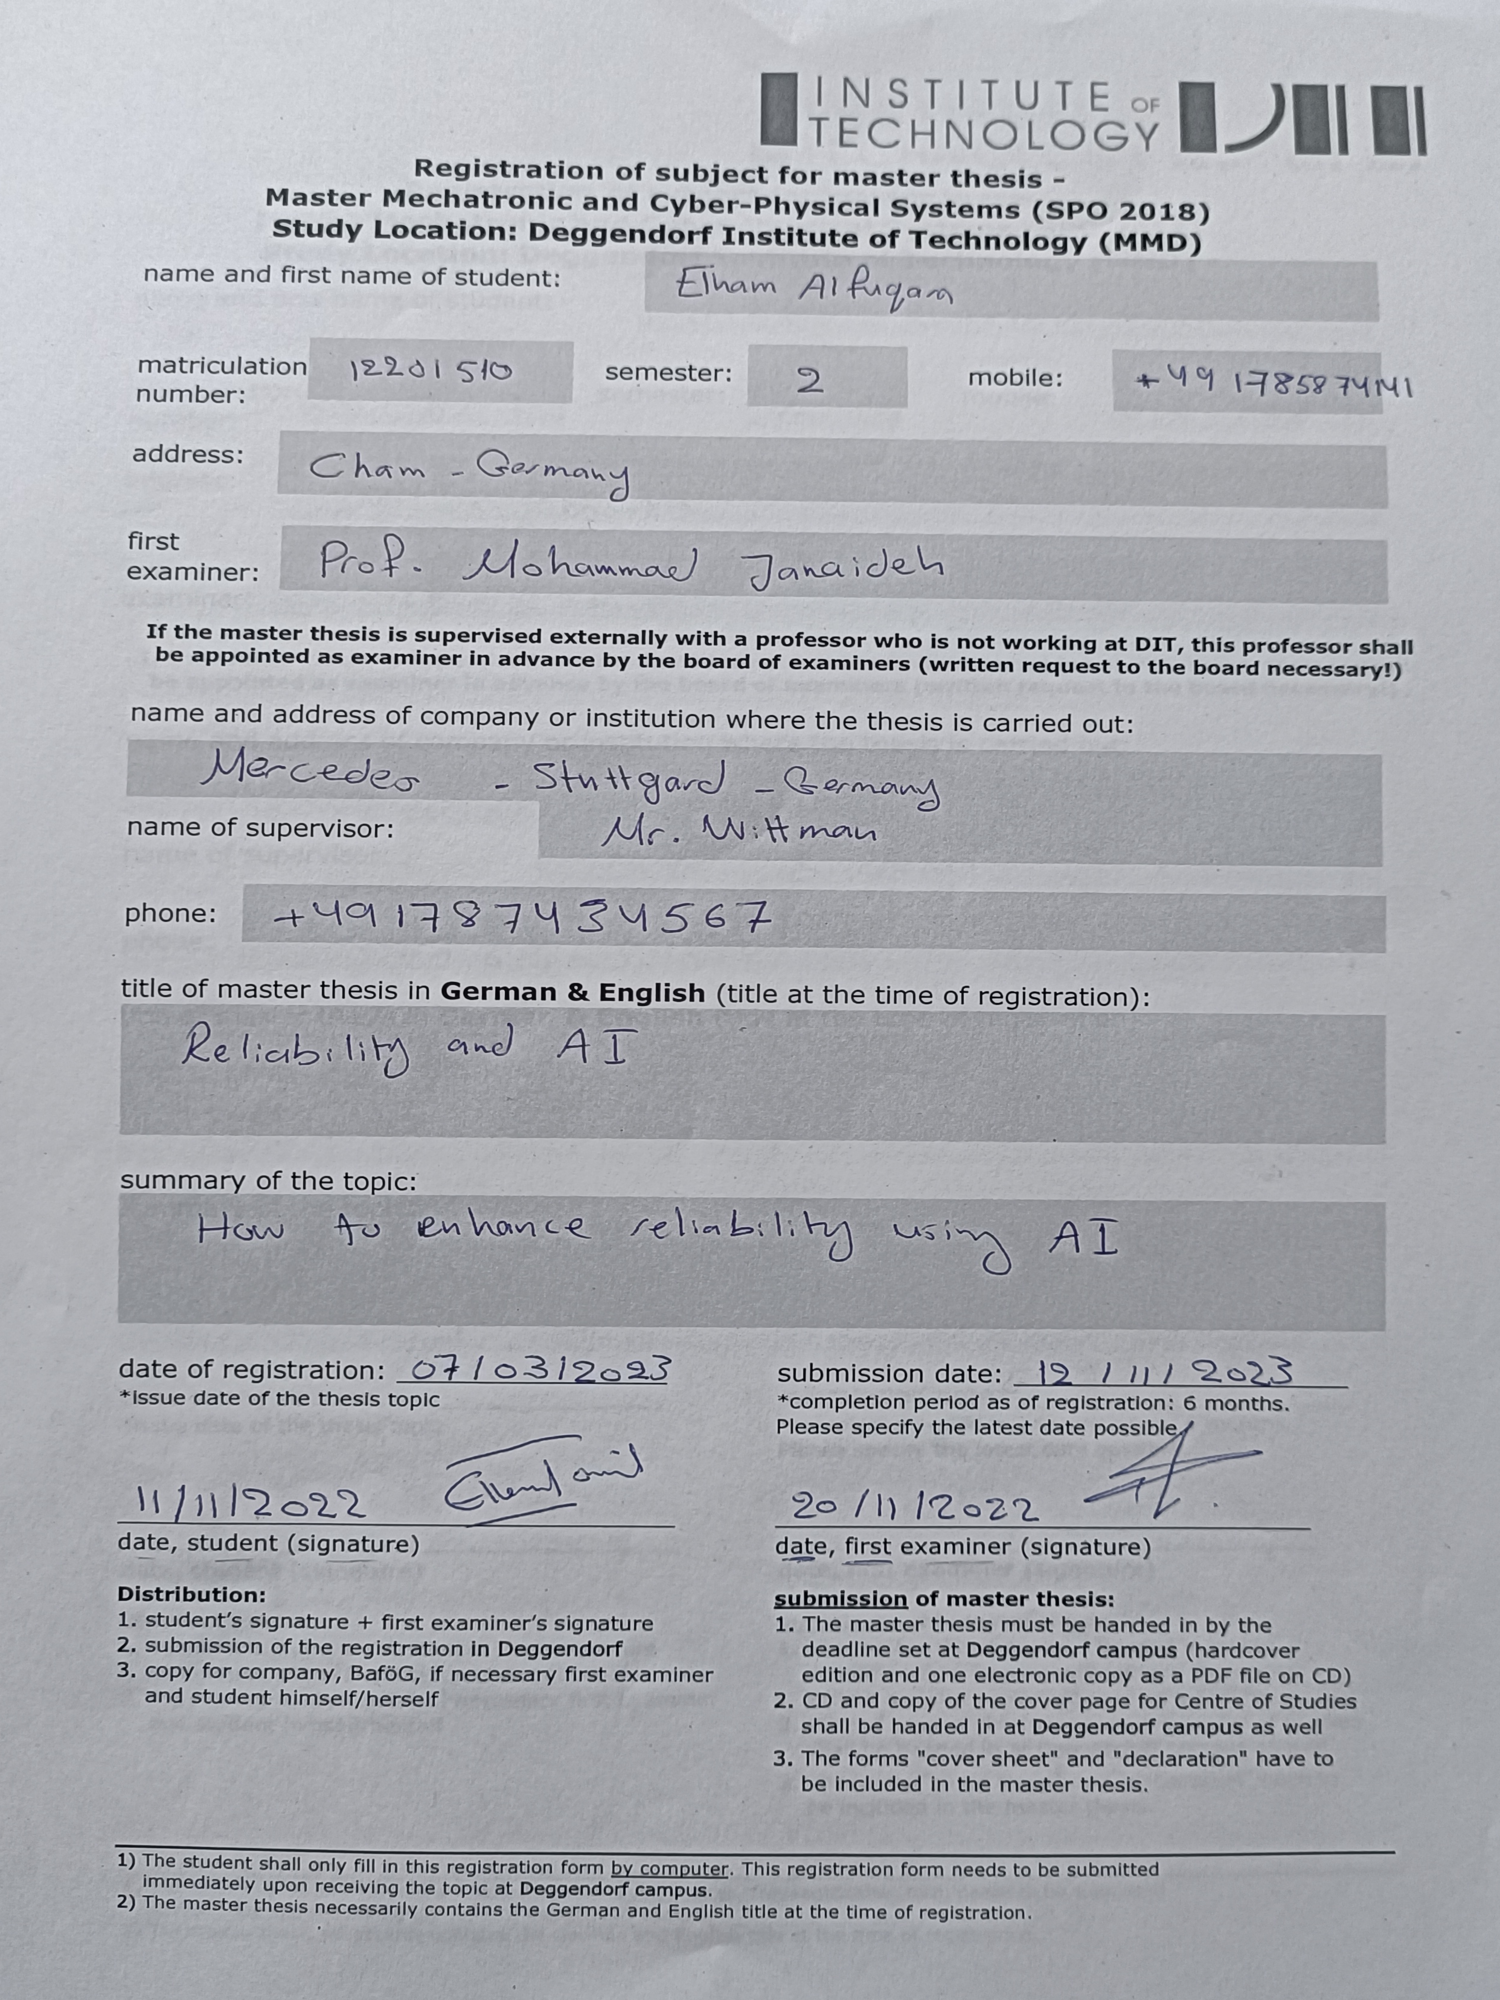 INSTITUTE OF
TECHNOLOGY
Registration of subject for master thesis -
Master Mechatronic and Cyber-Physical Systems (SPO 2018)
Study Location: Deggendorf Institute of Technology (MMD)
name and first name of student: Elham Alfuqara
matriculation number: 12201510 semester: 2 mobile: +49 1785874141
address: Cham - Germany
first examiner: Prof. Mohammad Janaideh
If the master thesis is supervised externally with a professor who is not working at DIT, this professor shall
be appointed as examiner in advance by the board of examiners (written request to the board necessary!)
name and address of company or institution where the thesis is carried out:
Mercedes - Stuttgard - Germany
name of supervisor: Mr. Wittman
phone: +491787434567
title of master thesis in German & English (title at the time of registration):
Reliability and AI
summary of the topic:
How to enhance reliability using AI
date of registration: 07/03/2023
*issue date of the thesis topic
submission date: 12/11/2023
*completion period as of registration: 6 months.
Please specify the latest date possible
11/11/2022
date, student (signature)
20/11/2022
date, first examiner (signature)
Distribution:
1. student's signature + first examiner's signature
2. submission of the registration in Deggendorf
3. copy for company, BaföG, if necessary first examiner
and student himself/herself
submission of master thesis:
1. The master thesis must be handed in by the
deadline set at Deggendorf campus (hardcover
edition and one electronic copy as a PDF file on CD)
2. CD and copy of the cover page for Centre of Studies
shall be handed in at Deggendorf campus as well
3. The forms "cover sheet" and "declaration" have to
be included in the master thesis.
1) The student shall only fill in this registration form by computer. This registration form needs to be submitted
immediately upon receiving the topic at Deggendorf campus.
2) The master thesis necessarily contains the German and English title at the time of registration.